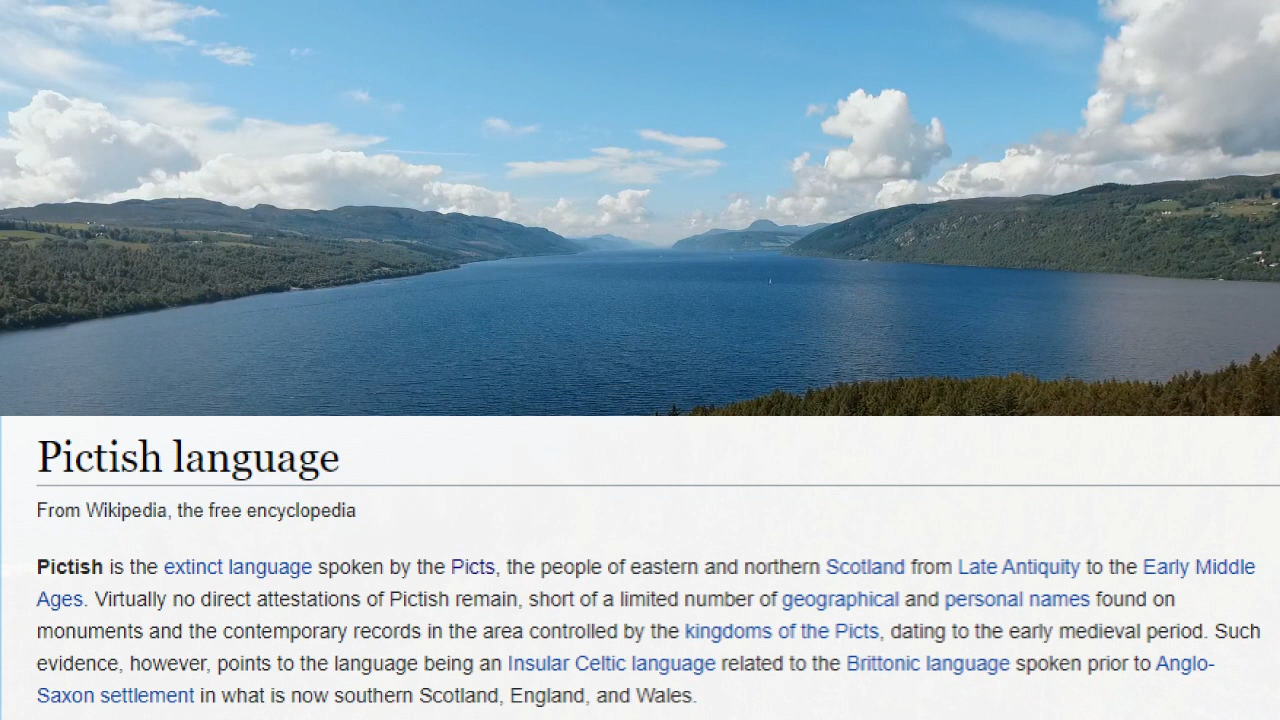 Pictish language
From Wikipedia, the free encyclopedia
Pictish is the extinct language spoken by the Picts, the people of eastern and northern Scotland from Late Antiquity to the Early Middle
Ages. Virtually no direct attestations of Pictish remain, short of a limited number of geographical and personal names found on
monuments and the contemporary records in the area controlled by the kingdoms of the Picts, dating to the early medieval period. Such
evidence, however, points to the language being an Insular Celtic language related to the Brittonic language spoken prior to Anglo-
Saxon settlement in what is now southern Scotland, England, and Wales.